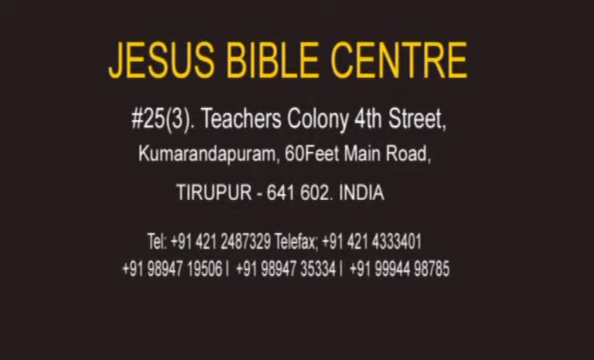 JESUS BIBLE CENTRE
#25(3). Teachers Colony 4th Street,
Kumarandapuram, 60Feet Main Road,
TIRUPUR - 641 602. INDIA
Tel: +91 421 2487329 Telefax; +91 421 4333401
+91 98947 19506 I +91 98947 35334 I +91 99944 98785